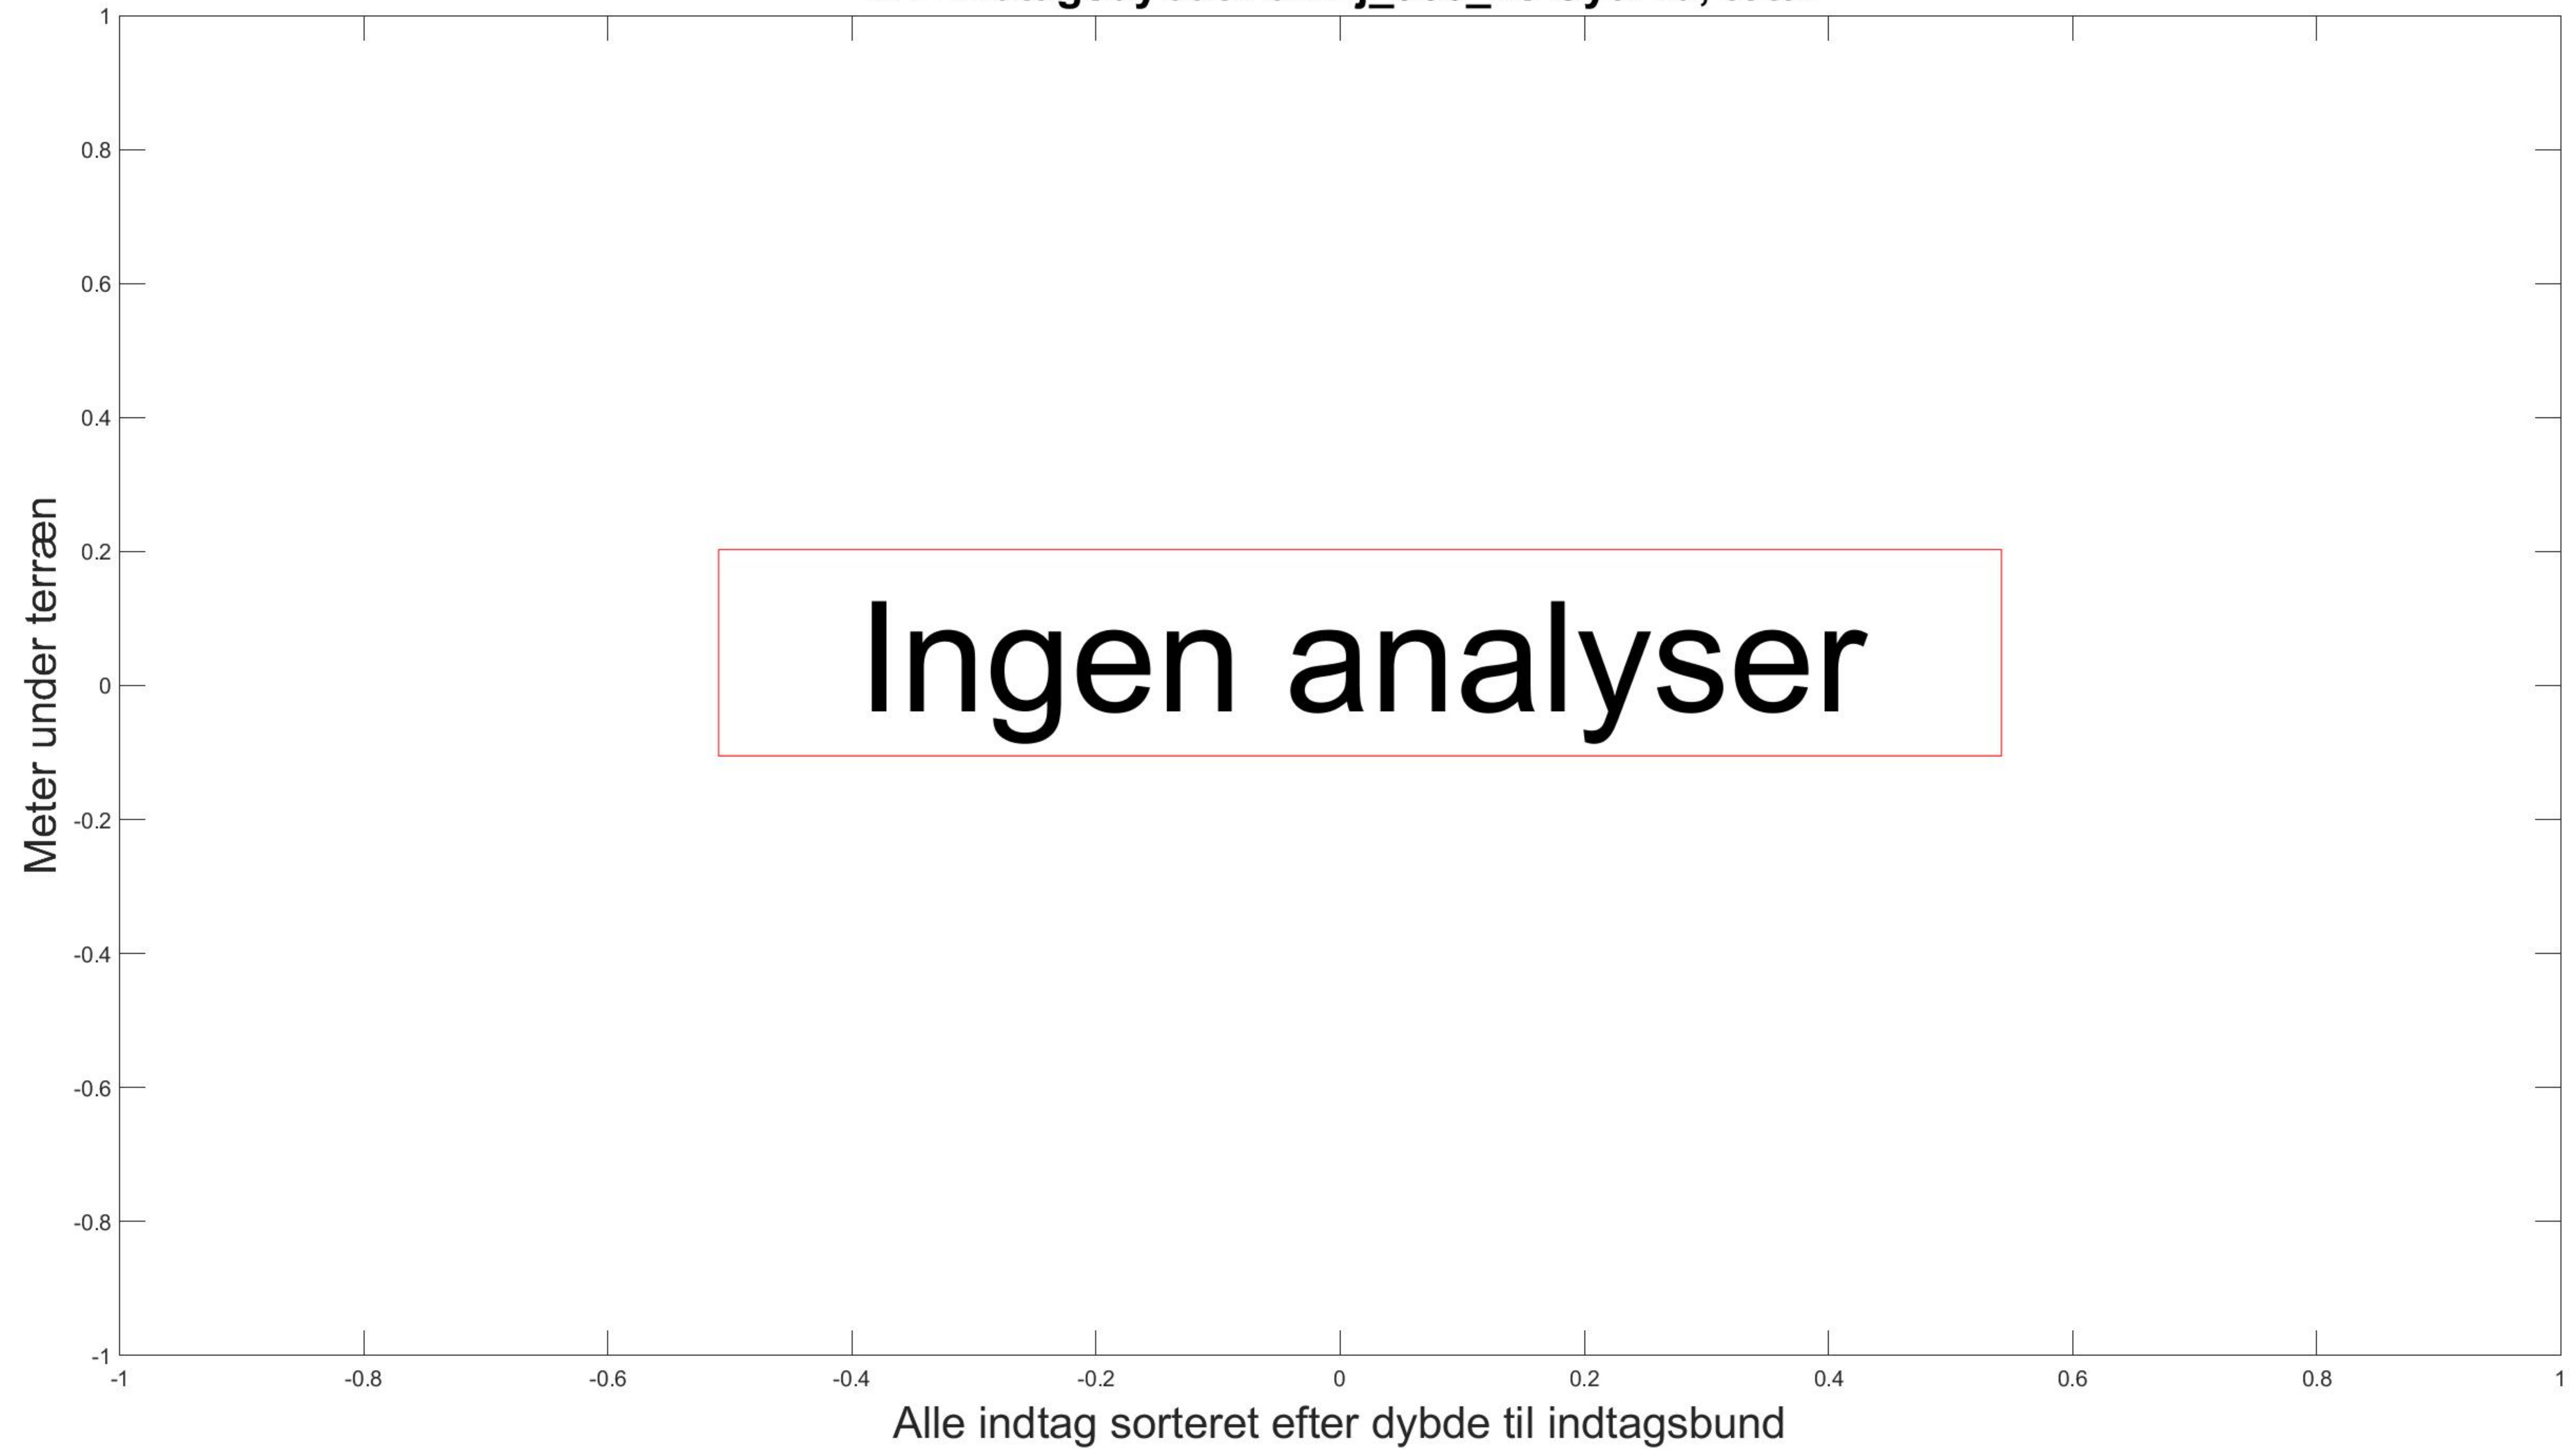 1
0.8
0.6
0.4
0.2
0
-0.2
-0.4
-0.6
-0.8
-1
Meter under terræn
Ingen analyser
-1 -0.8 -0.6 -0.4 -0.2 0 0.2 0.4 0.6 0.8 1
Alle indtag sorteret efter dybde til indtagsbund